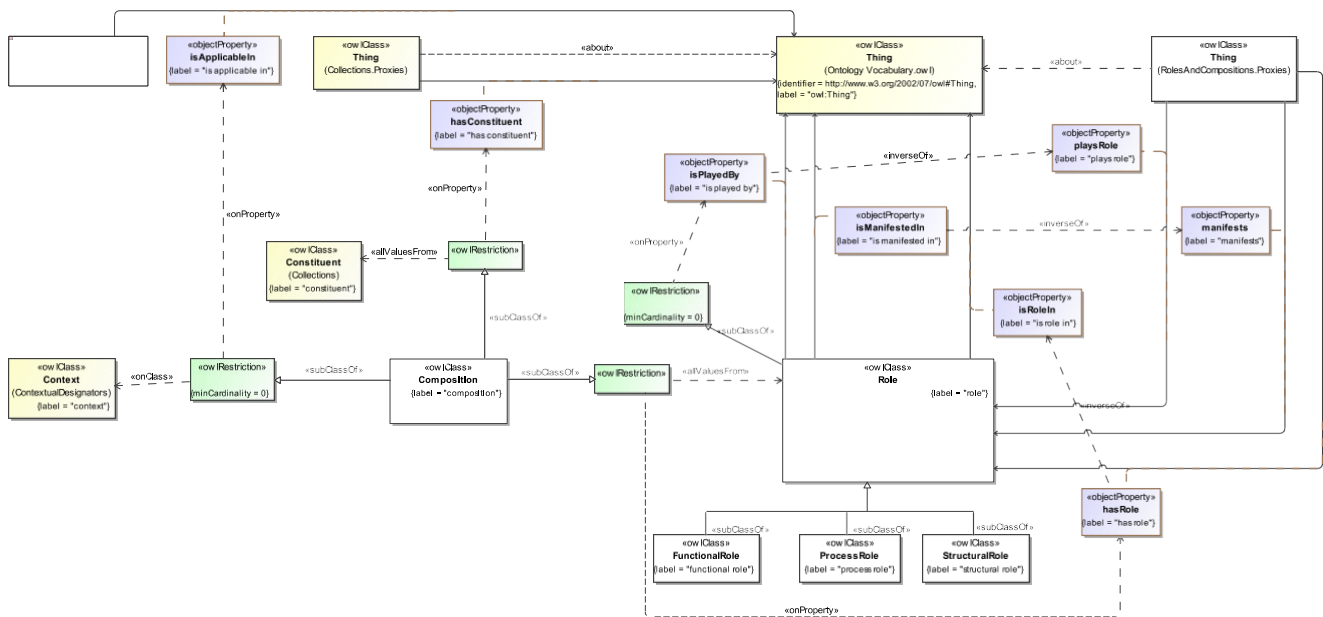 «objectProperty»
isApplicableIn
{label = "is applicable in"}
«owlClass»
Thing
(Collections.Proxies)
«about»
«owlClass»
Thing
(Ontology Vocabulary.owl)
{identifier = http://www.w3.org/2002/07/owl#Thing,
label = "owl:Thing"}
«about»
«owlClass»
Thing
(RolesAndCompositions.Proxies)
«objectProperty»
hasConstituent
{label = "has constituent"}
«objectProperty»
playsRole
{label = "plays role"}
«inverseOf»
«objectProperty»
isPlayedBy
{label = "is played by"}
«onProperty»
«onProperty»
«objectProperty»
isManifestedIn
{label = "is manifested in"}
«inverseOf»
«objectProperty»
manifests
{label = "manifests"}
«onProperty»
«owlClass»
Constituent
(Collections)
{label = "constituent"}
«allValuesFrom»
«owlRestriction»
«owlRestriction»
{minCardinality = 0}
«objectProperty»
isRoleIn
{label = "is role in"}
«subClassOf»
«subClassOf»
«owlClass»
Context
(ContextualDesignators)
{label = "context"}
«onClass»
«owlRestriction»
{minCardinality = 0}
«subClassOf»
«owlClass»
Composition
{label = "composition"}
«subClassOf»
«owlRestriction»
«allValuesFrom»
«owlClass»
Role
{label = "role"}
«inverseOf»
«objectProperty»
hasRole
{label = "has role"}
«subClassOf»
«subClassOf»
«subClassOf»
«owlClass»
FunctionalRole
{label = "functional role"}
«owlClass»
ProcessRole
{label = "process role"}
«owlClass»
StructuralRole
{label = "structural role"}
«onProperty»